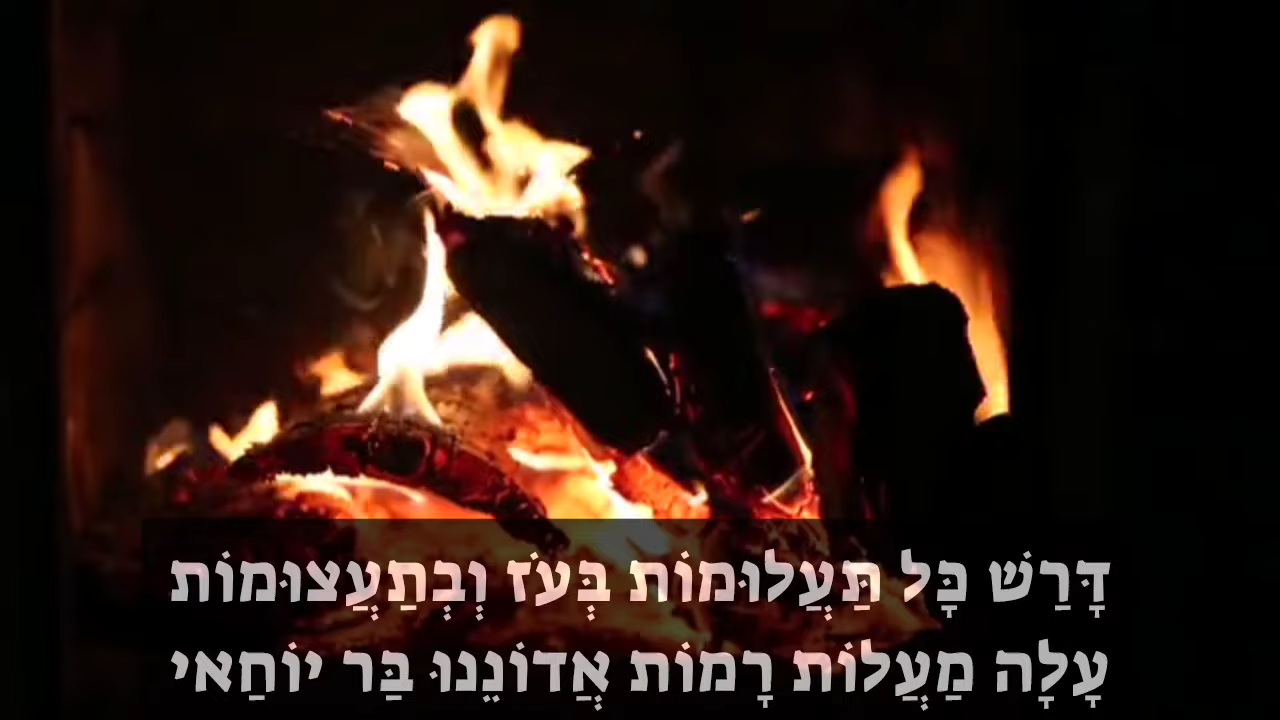 דָּרַשׁ כָּל תַּעֲלוּמוֹת בְּעֹז וְבְתַעֲצוּמוֹת
עָלָה מַעֲלוֹת רָמוֹת אֲדוֹנֵנוּ בַּר יוֹחַאי